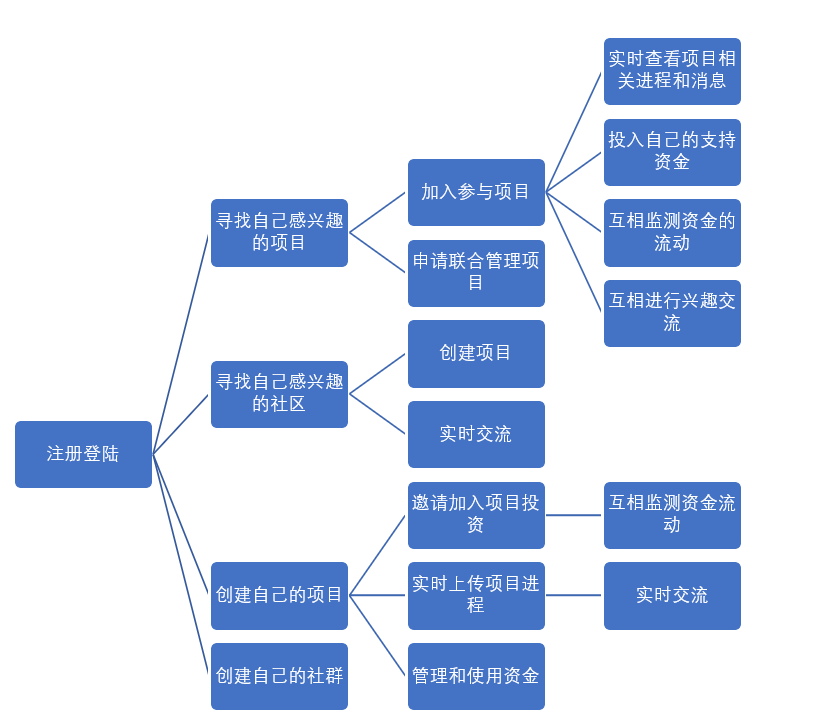 注册登陆
寻找自己感兴趣
的项目
加入参与项目
实时查看项目相
关进程和消息
投入自己的支持
资金
互相监测资金的
流动
互相进行兴趣交
流
申请联合管理项
目
寻找自己感兴趣
的社区
创建项目
实时交流
创建自己的项目
邀请加入项目投
资
互相监测资金流
动
实时上传项目进
程
实时交流
管理和使用资金
创建自己的社群